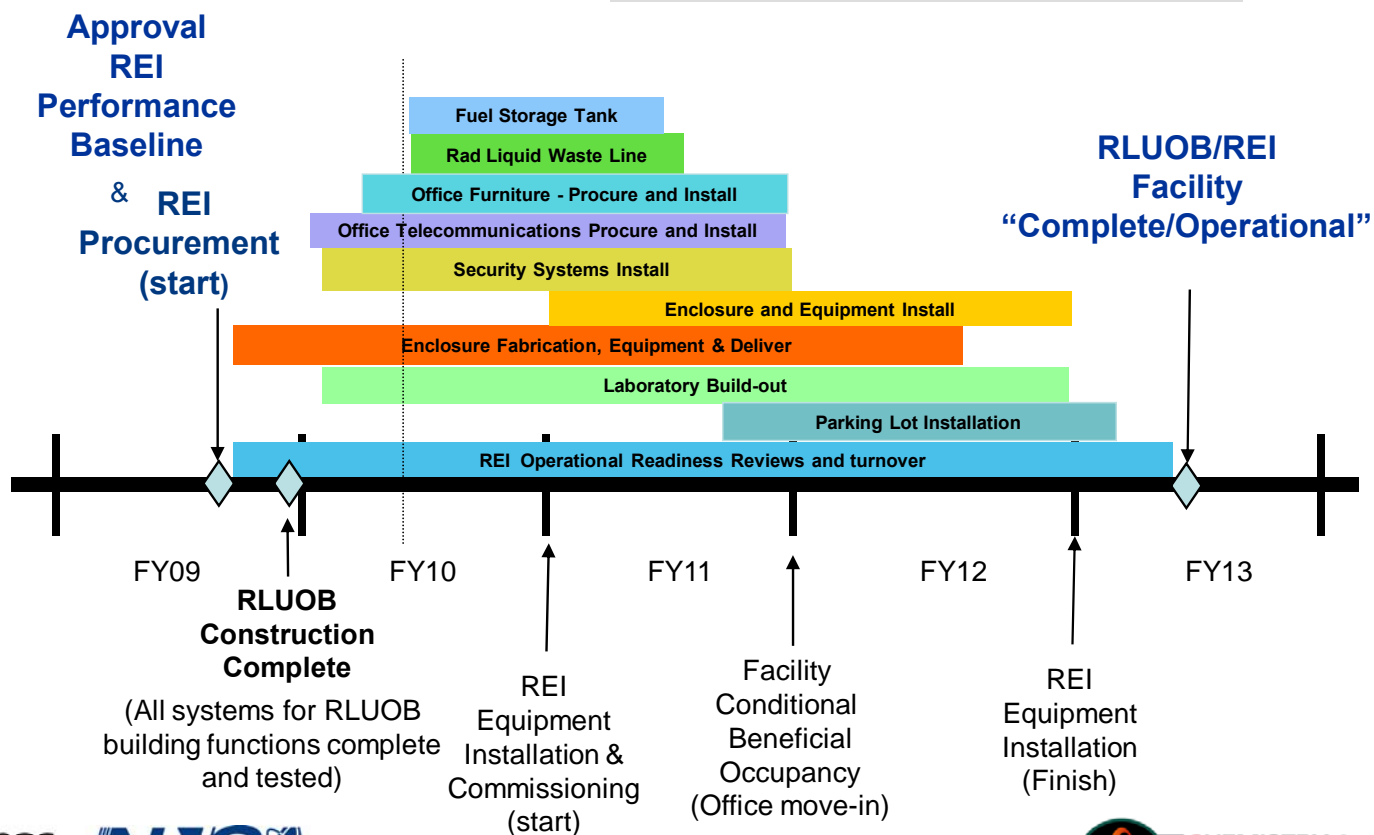 Approval
REI
Performance
Baseline
& REI
Procurement
(start)
Fuel Storage Tank
Rad Liquid Waste Line
Office Furniture - Procure and Install
Office Telecommunications Procure and Install
Security Systems Install
Enclosure and Equipment Install
Enclosure Fabrication, Equipment & Deliver
Laboratory Build-out
Parking Lot Installation
REI Operational Readiness Reviews and turnover
RLUOB/REI
Facility
“Complete/Operational”
FY09
FY10
FY11
FY12
FY13
RLUOB
Construction
Complete
(All systems for RLUOB
building functions complete
and tested)
REI
Equipment
Installation &
Commissioning
(start)
Facility
Conditional
Beneficial
Occupancy
(Office move-in)
REI
Equipment
Installation
(Finish)